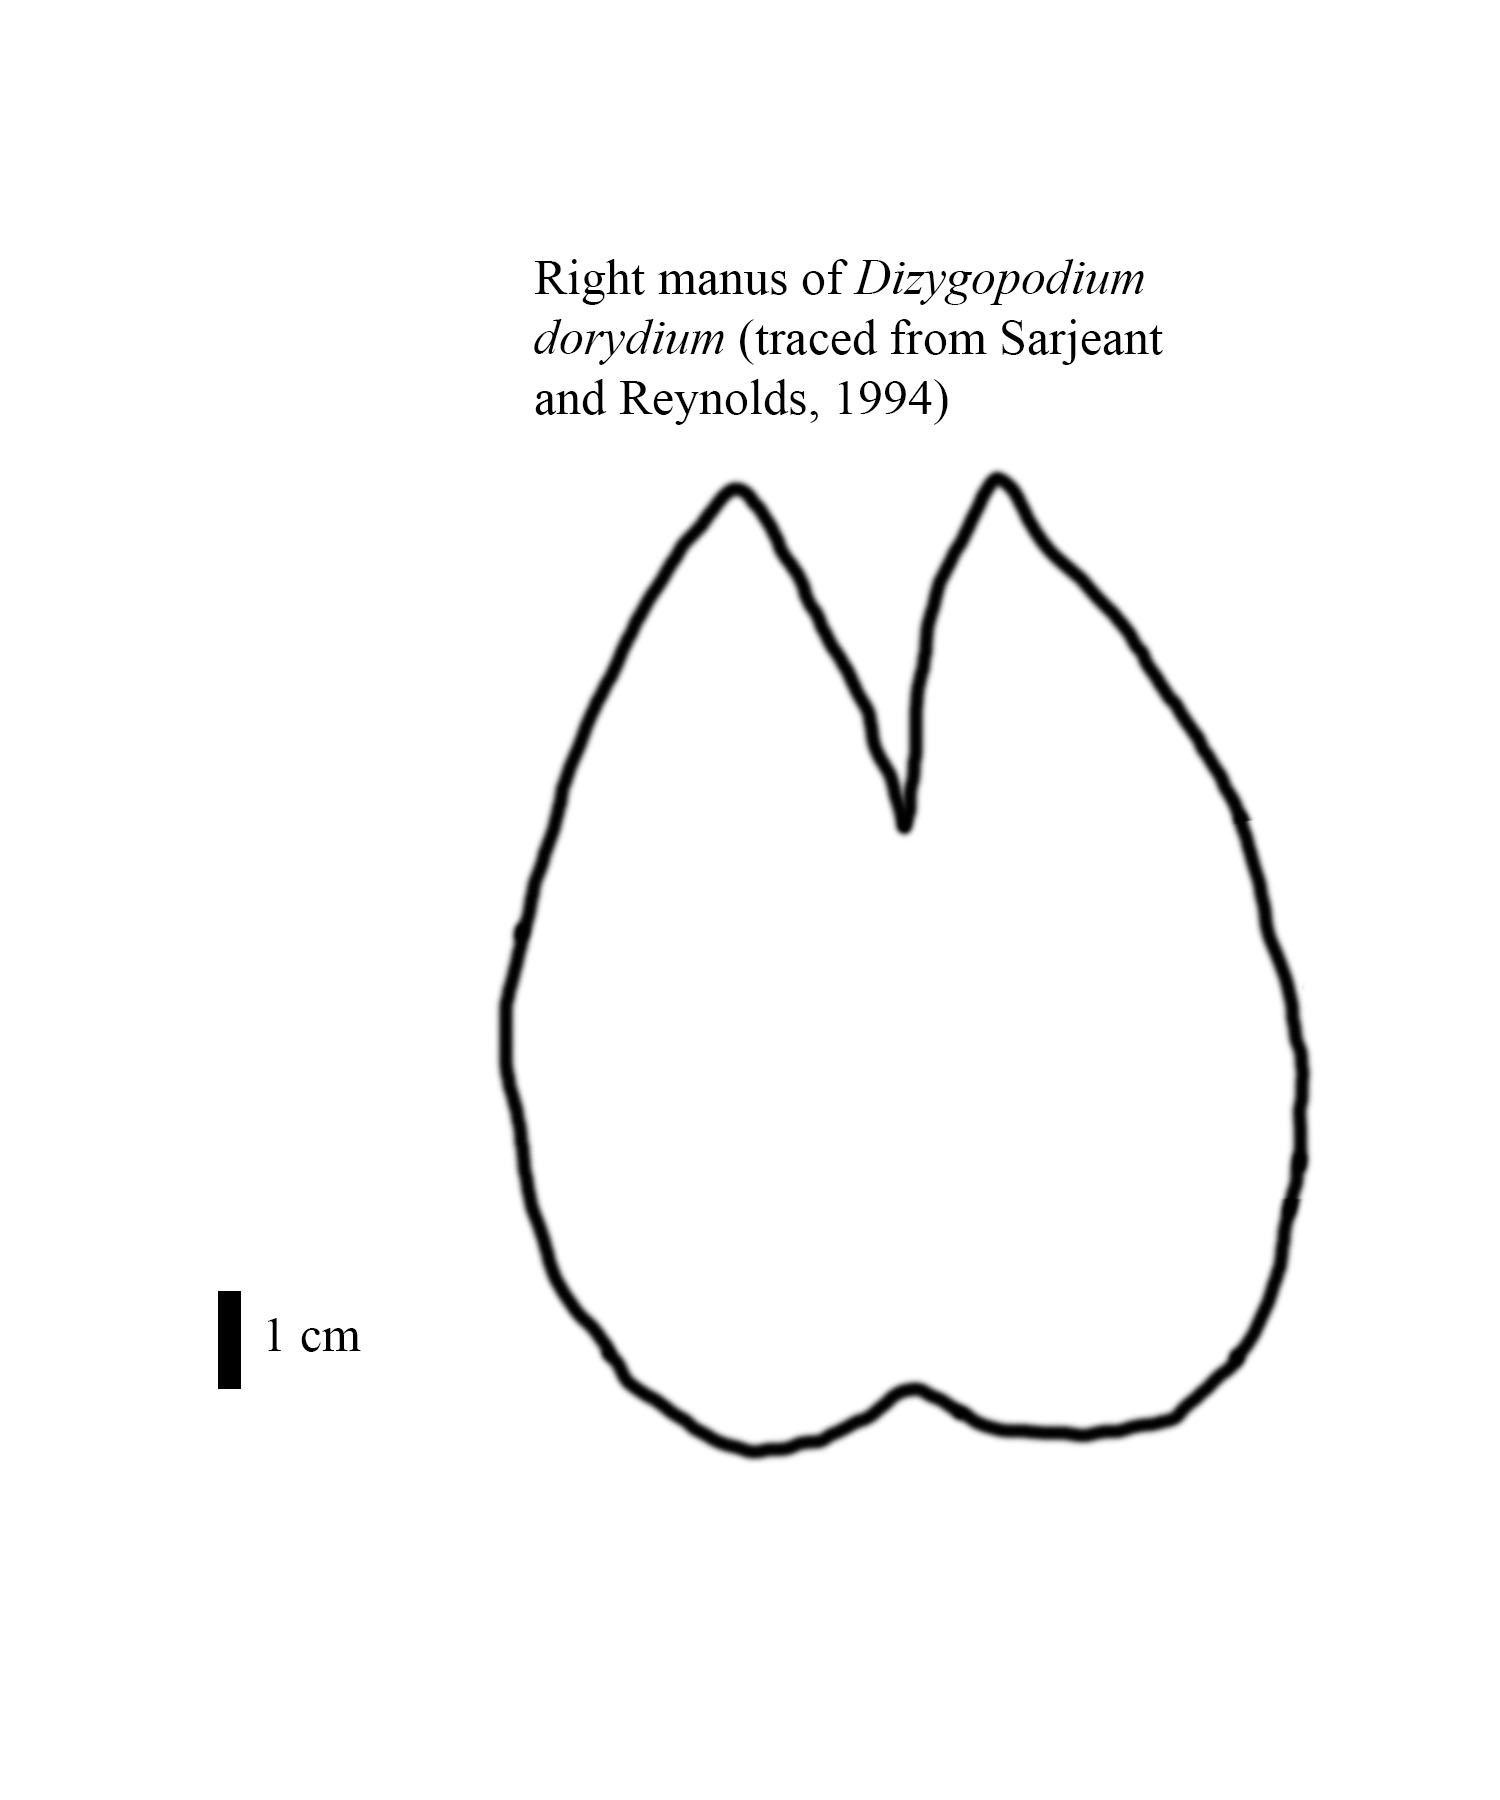 Right manus of Dizygopodium
dorydium (traced from Sarjeant
and Reynolds, 1994)
1 cm